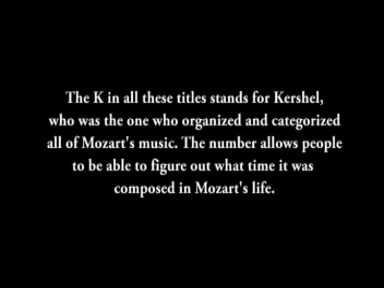 The K in all these titles stands for Kershel,
who was the one who organized and categorized
all of Mozart's music. The number allows people
to be able to figure out what time it was
composed in Mozart's life.